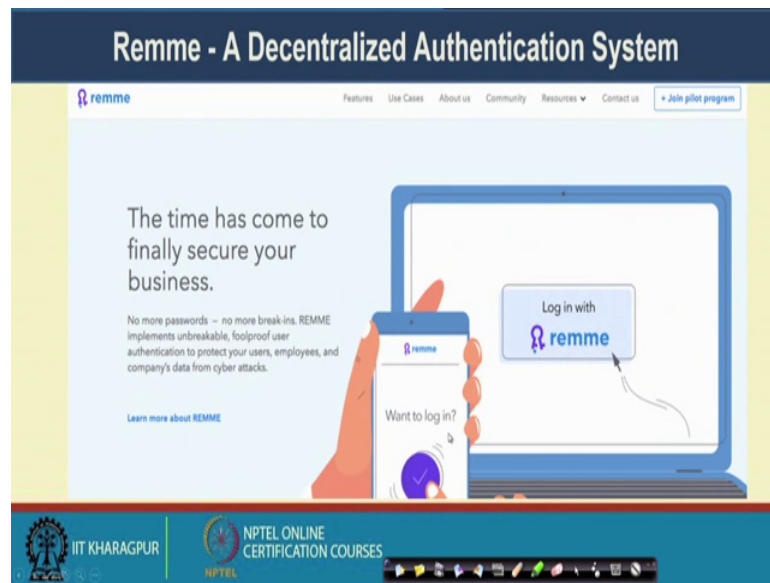 Remme - A Decentralized Authentication System
remme
Features Use Cases About us Community Resources Contact us + Join pilot program
The time has come to
finally secure your
business.
No more passwords – no more break-ins. REMME
implements unbreakable, foolproof user
authentication to protect your users, employees, and
company's data from cyber attacks.
Learn more about REMME
Log in with
remme
remme
Want to log in?
IIT KHARAGPUR
NPTEL
NPTEL ONLINE
CERTIFICATION COURSES